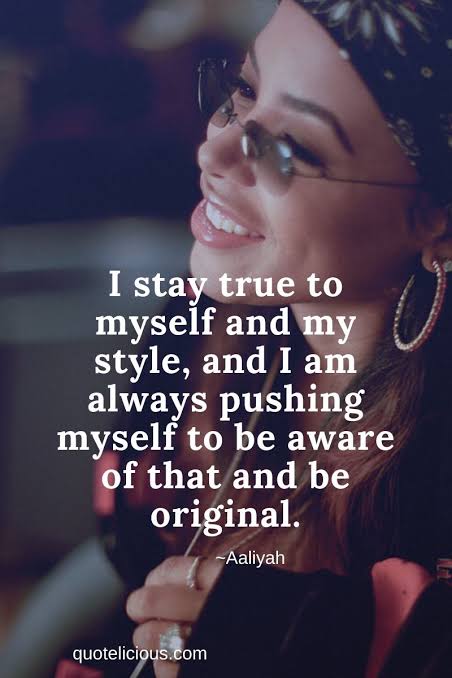 I stay true to
myself and my
style, and I am
always pushing
myself to be aware
of that and be
original.
~Aaliyah
quotelicious.com